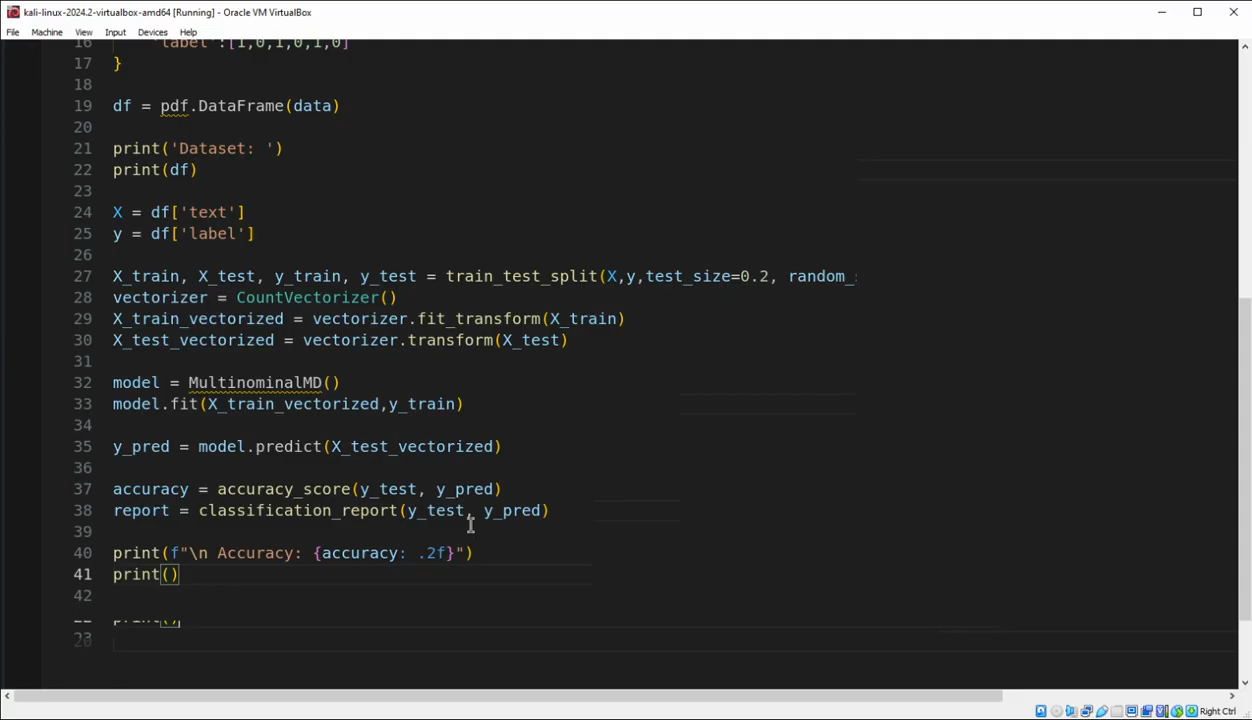 kali-linux-2024.2-virtualbox-amd64 [Running] - Oracle VM VirtualBox
File Machine View Input Devices Help
16 'label':[1,0,1,0,1,0]
17 }
18
19 df = pdf.DataFrame(data)
20
21 print('Dataset: ')
22 print(df)
23
24 X = df['text']
25 y = df['label']
26
27 X_train, X_test, y_train, y_test = train_test_split(X,y,test_size=0.2, random_
28 vectorizer = CountVectorizer()
29 X_train_vectorized = vectorizer.fit_transform(X_train)
30 X_test_vectorized = vectorizer.transform(X_test)
31
32 model = MultinominalMD()
33 model.fit(X_train_vectorized,y_train)
34
35 y_pred = model.predict(X_test_vectorized)
36
37 accuracy = accuracy_score(y_test, y_pred)
38 report = classification_report(y_test, y_pred)
39
40 print(f"\n Accuracy: {accuracy: .2f}")
41 print()
42
print()
Right Ctrl